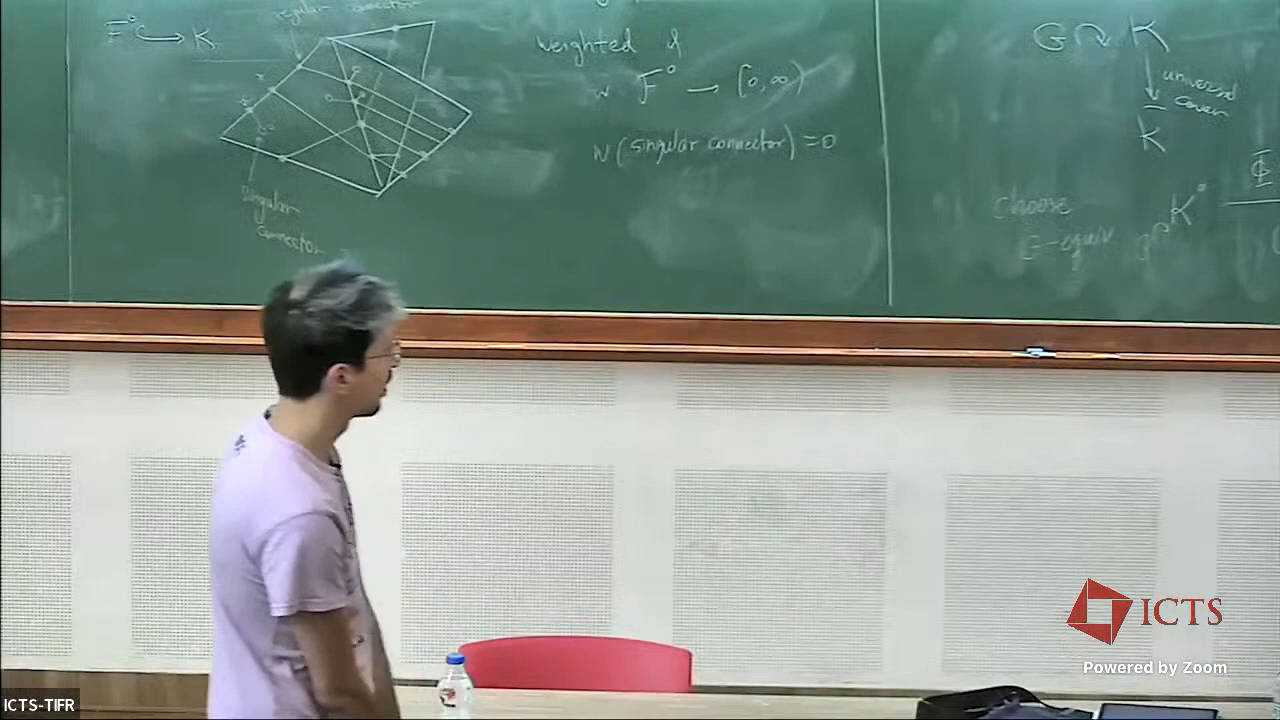 F° ↪ K
singular connector
singular
connector
weighted
w F° → [0, ∞)
W (singular connector) = 0
G ↷ K
universal
cover
K
Φ
choose
G-equiv
K°
ICTS
Powered by Zoom
ICTS-TIFR